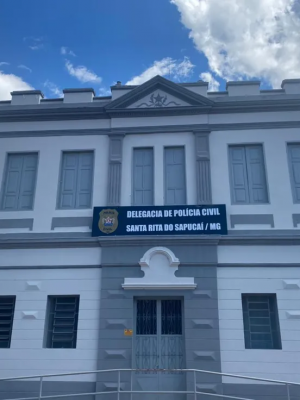 DELEGACIA DE POLÍCIA CIVIL
SANTA RITA DO SAPUCAÍ / MG